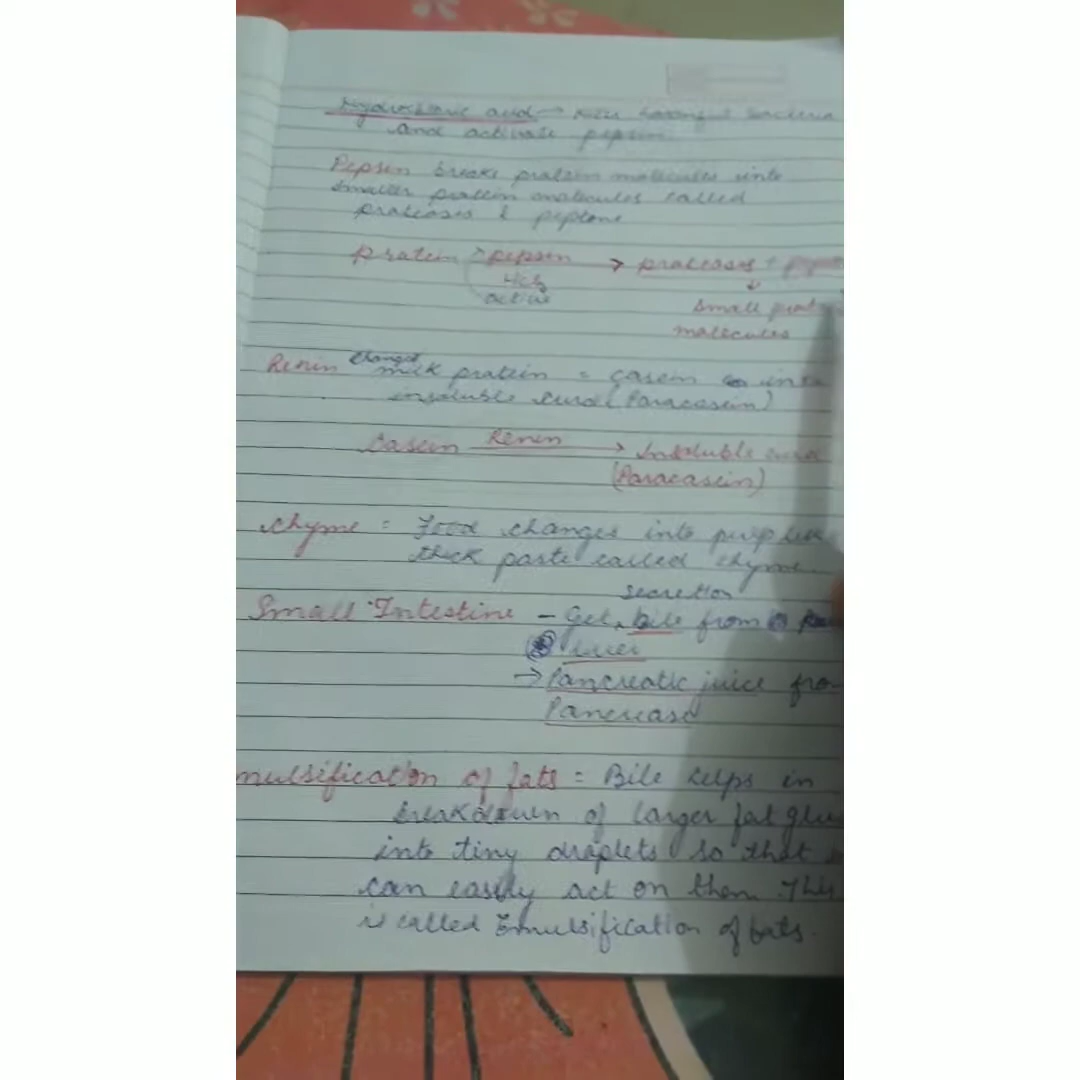 Hydrochloric acid → Kills harmful bacteria
and activate pepsin
Pepsin breaks protein molecules into
smaller protein molecules called
proteoses & peptone
protein > pepsin → proteoses +
HCl
active
small
molecules
Renin changes milk protein = casein into
insoluble curd (Paracasein)
Casein Renin → Insoluble curd
(Paracasein)
Chyme = Food changes into pulp like
thick paste called chyme
secretion
Small Intestine - Get bile from
liver
→ Pancreatic juice from
Pancreas
mulsification of fats = Bile helps in
breakdown of larger fat
into tiny droplets so that
can easily act on them. This
is called Emulsification of fats.